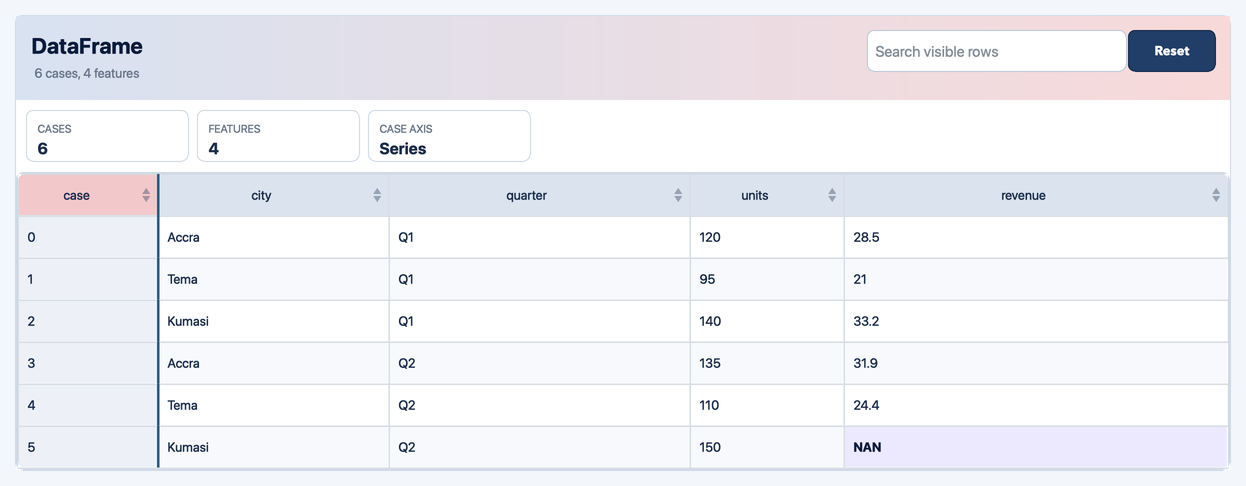 DataFrame
6 cases, 4 features
Search visible rows
Reset
CASES
6
FEATURES
4
CASE AXIS
Series
case city quarter units revenue
0 Accra Q1 120 28.5
1 Tema Q1 95 21
2 Kumasi Q1 140 33.2
3 Accra Q2 135 31.9
4 Tema Q2 110 24.4
5 Kumasi Q2 150 NAN